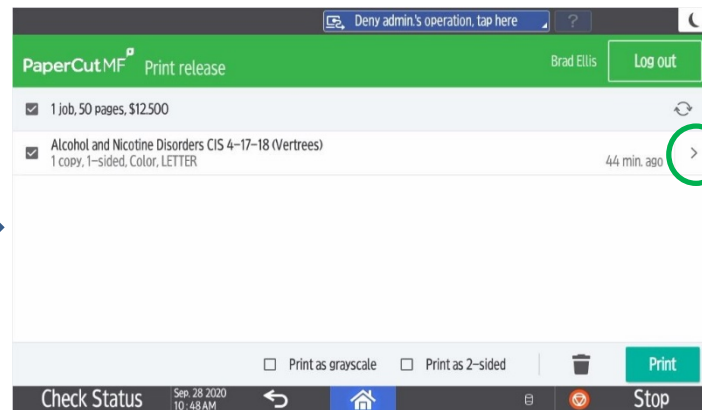 Deny admin.'s operation, tap here ?
PaperCut MF Print release Brad Ellis Log out
1 job, 50 pages, $12.500
Alcohol and Nicotine Disorders CIS 4-17-18 (Vertrees)
1 copy, 1-sided, Color, LETTER 44 min. ago
Print as grayscale Print as 2-sided Print
Check Status Sep. 28 2020 10:48 AM Stop